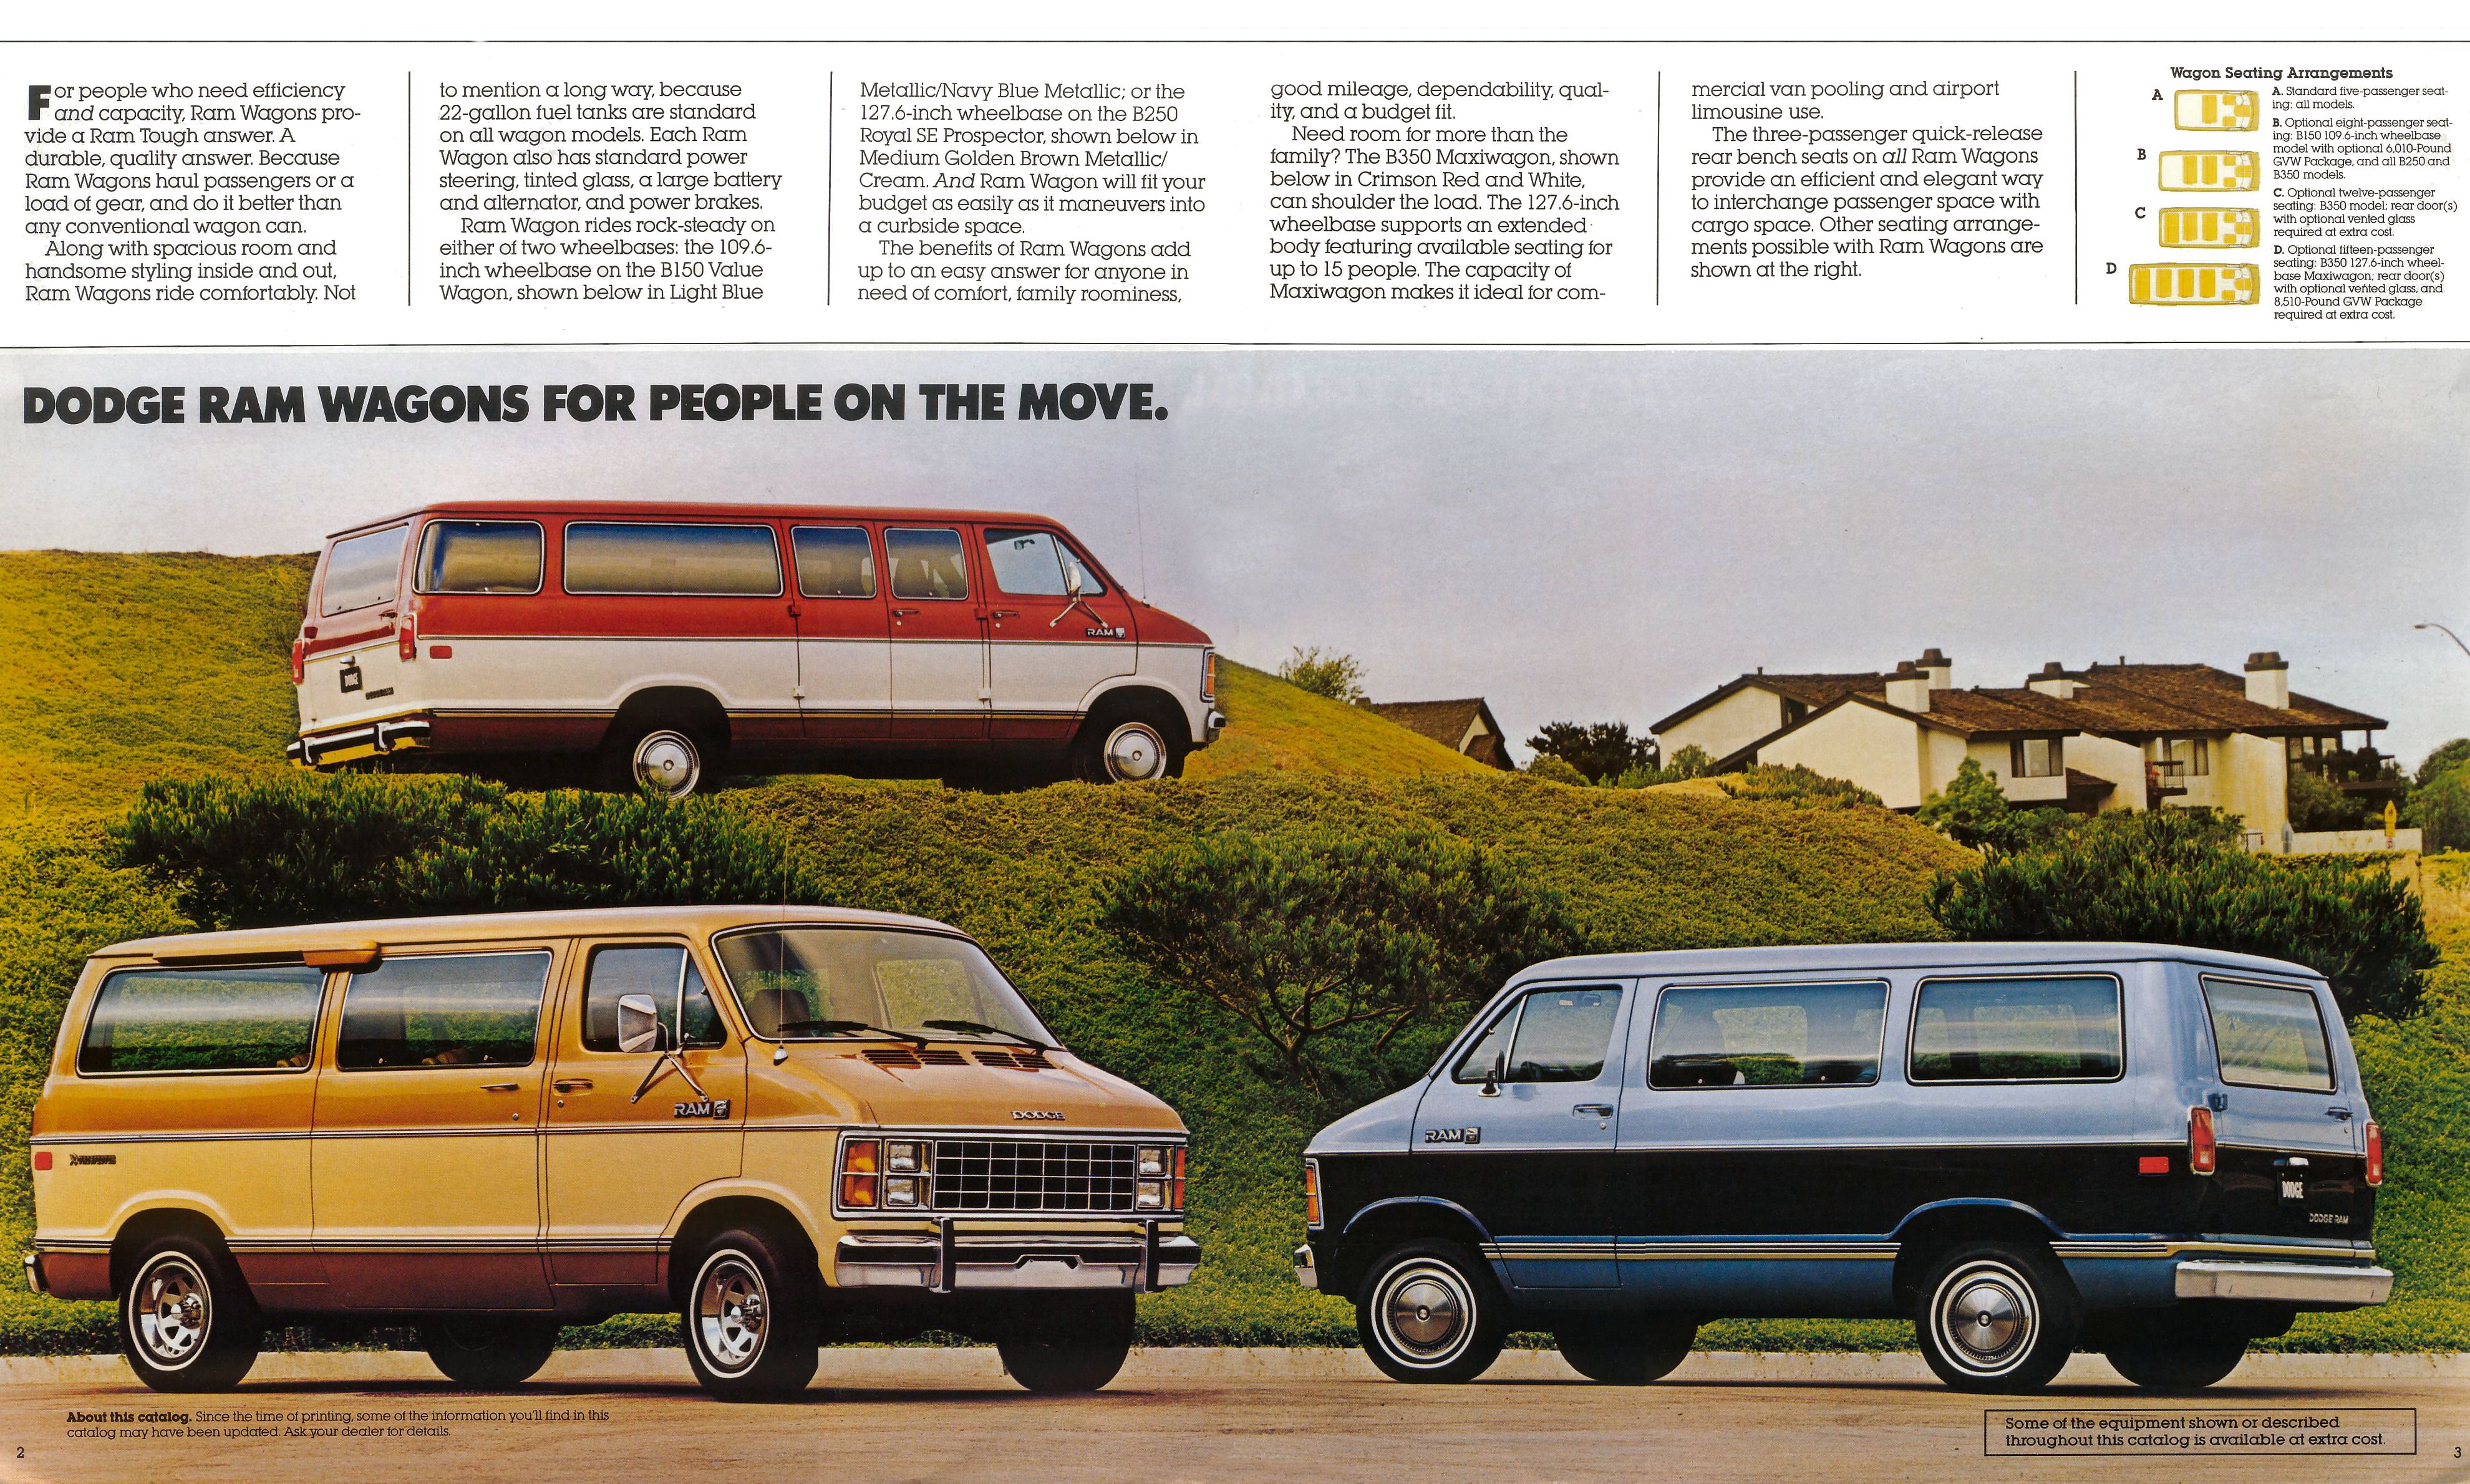 For people who need efficiency
and capacity, Ram Wagons pro-
vide a Ram Tough answer. A
durable, quality answer. Because
Ram Wagons haul passengers or a
load of gear, and do it better than
any conventional wagon can.
Along with spacious room and
handsome styling inside and out,
Ram Wagons ride comfortably. Not
to mention a long way, because
22-gallon fuel tanks are standard
on all wagon models. Each Ram
Wagon also has standard power
steering, tinted glass, a large battery
and alternator, and power brakes.
Ram Wagon rides rock-steady on
either of two wheelbases: the 109.6-
inch wheelbase on the B150 Value
Wagon, shown below in Light Blue
Metallic/Navy Blue Metallic; or the
127.6-inch wheelbase on the B250
Royal SE Prospector, shown below in
Medium Golden Brown Metallic/
Cream. And Ram Wagon will fit your
budget as easily as it maneuvers into
a curbside space.
The benefits of Ram Wagons add
up to an easy answer for anyone in
need of comfort, family roominess,
good mileage, dependability, qual-
ity, and a budget fit.
Need room for more than the
family? The B350 Maxiwagon, shown
below in Crimson Red and White,
can shoulder the load. The 127.6-inch
wheelbase supports an extended
body featuring available seating for
up to 15 people. The capacity of
Maxiwagon makes it ideal for com-
mercial van pooling and airport
limousine use.
The three-passenger quick-release
rear bench seats on all Ram Wagons
provide an efficient and elegant way
to interchange passenger space with
cargo space. Other seating arrange-
ments possible with Ram Wagons are
shown at the right.
Wagon Seating Arrangements
A
A. Standard five-passenger seat-
ing: all models.
B
B. Optional eight-passenger seat-
ing: B150 109.6-inch wheelbase
model with optional 6,010-Pound
GVW Package, and all B250 and
B350 models.
C
C. Optional twelve-passenger
seating: B350 model; rear door(s)
with optional vented glass
required at extra cost.
D
D. Optional fifteen-passenger
seating: B350 127.6-inch wheel-
base Maxiwagon; rear door(s)
with optional vented glass, and
8,510-Pound GVW Package
required at extra cost.
DODGE RAM WAGONS FOR PEOPLE ON THE MOVE.
RAM
DODGE
RAM
DODGE
RAM
DODGE
DODGE RAM
About this catalog. Since the time of printing, some of the information you'll find in this
catalog may have been updated. Ask your dealer for details.
Some of the equipment shown or described
throughout this catalog is available at extra cost.
2
3